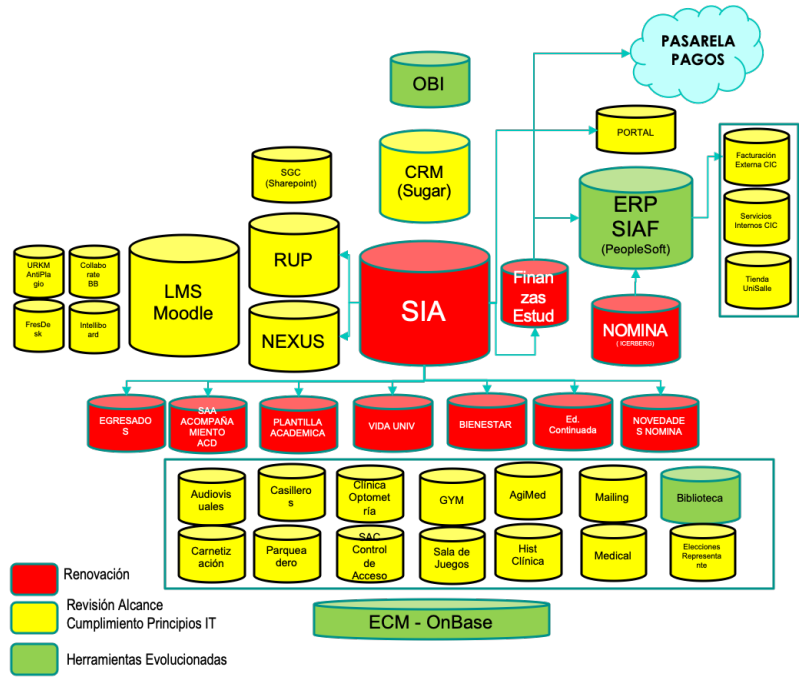 PASARELA
PAGOS
OBI
PORTAL
CRM
(Sugar)
SGC
(Sharepoint)
Facturación
Externa CIC
ERP
SIAF
(PeopleSoft)
Servicios
Internos CIC
Tienda
UniSalle
URKM
AntiPla
gio
Collabo
rate
BB
FresDe
sk
Intellibo
ard
LMS
Moodle
RUP
NEXUS
SIA
Finan
zas
Estud
NOMINA
( ICERBERG)
EGRESADO
S
SAA
ACOMPAÑA
MIENTO
ACD
PLANTILLA
ACADEMICA
VIDA UNIV
BIENESTAR
Ed.
Continuada
NOVEDADE
S NOMINA
Audiovis
uales
Casillero
s
Clínica
Optomet
ría
GYM
AgiMed
Mailing
Biblioteca
Carnetiz
ación
Parquea
dero
SAC
Control
de
Acceso
Sala de
Juegos
Hist
Clínica
Medical
Elecciones
Representa
nte
Renovación
Revisión Alcance
Cumplimiento Principios IT
Herramientas Evolucionadas
ECM - OnBase